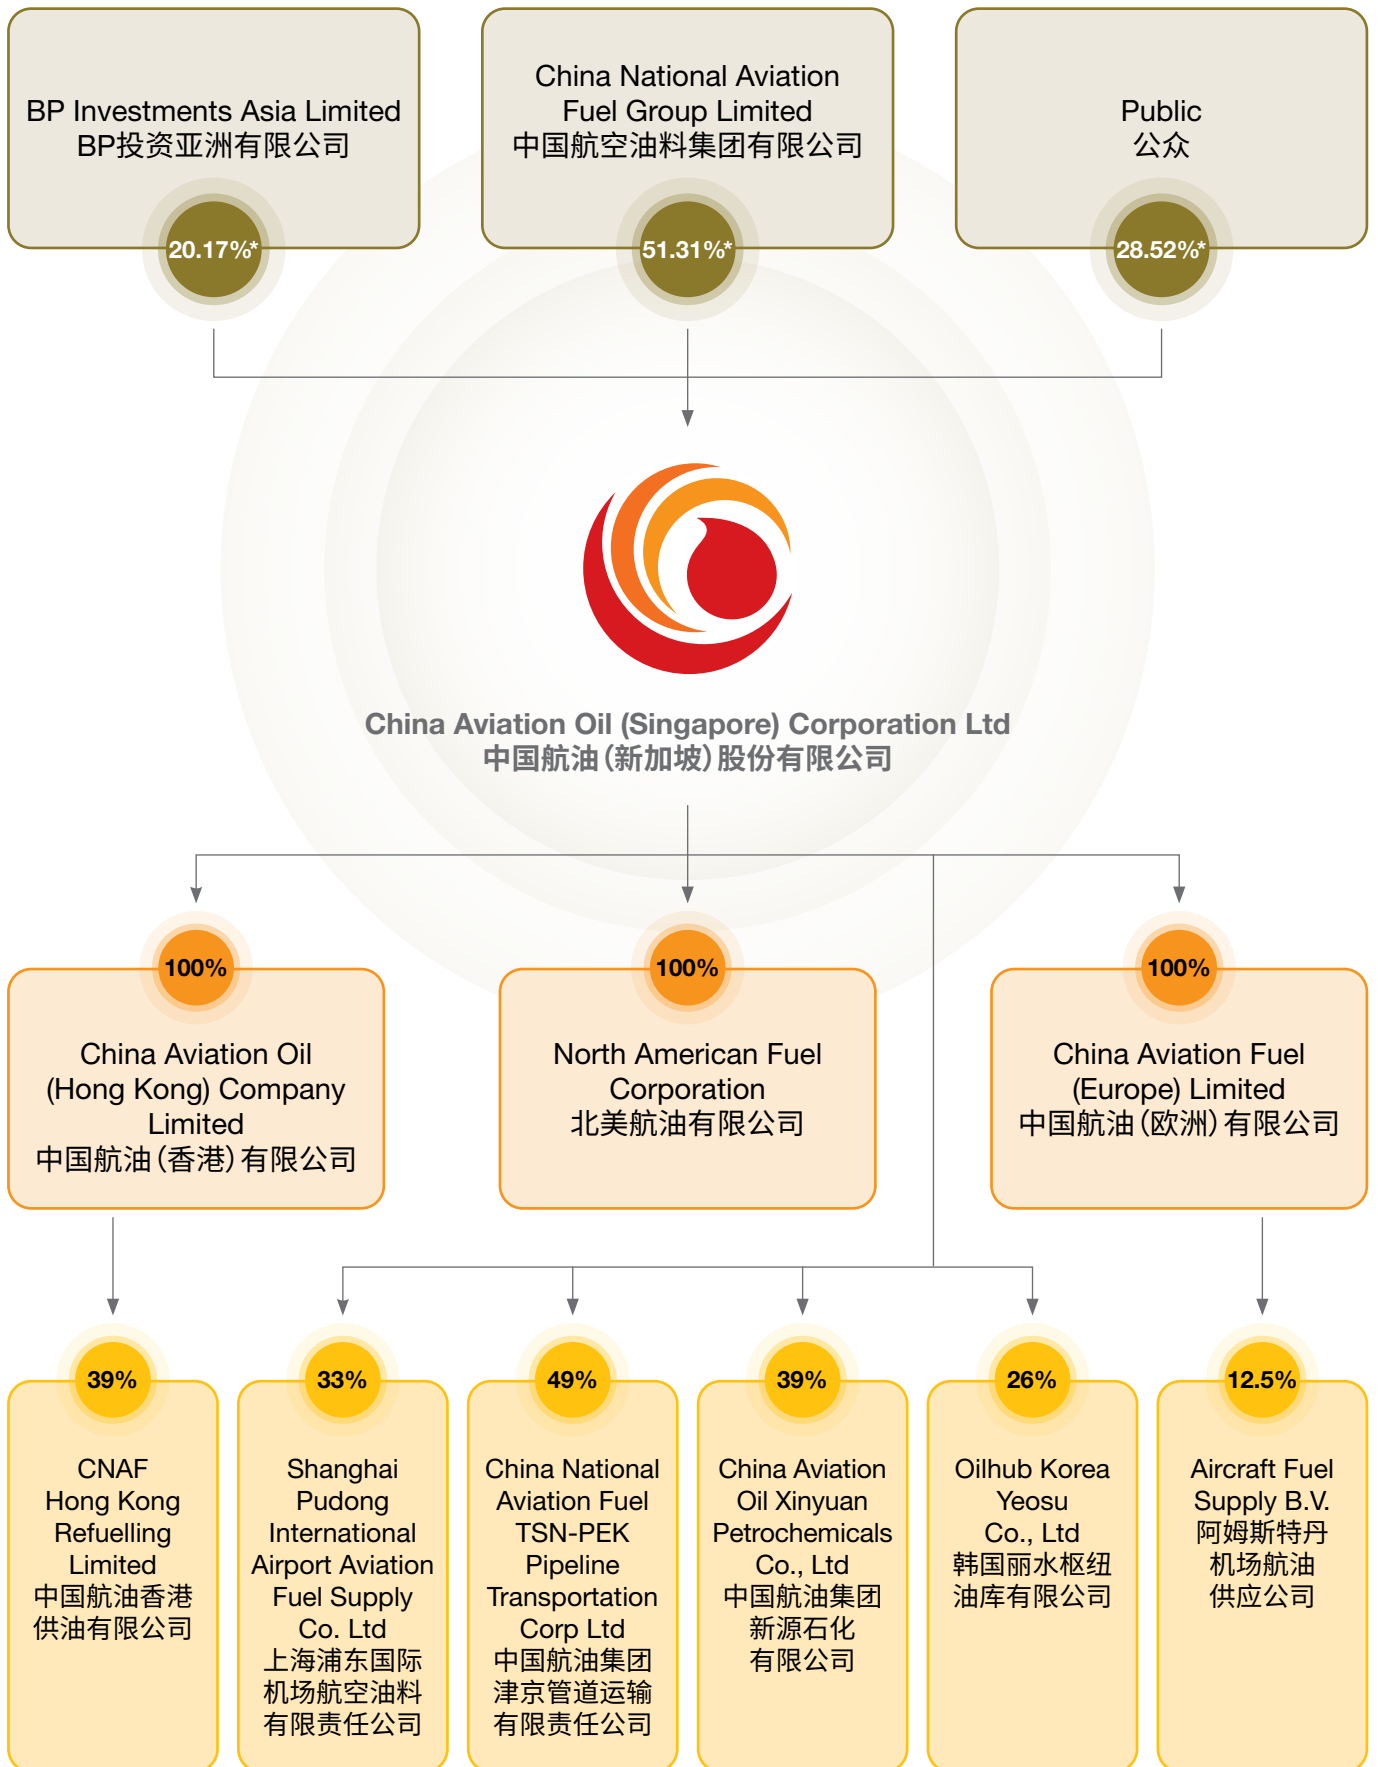 BP Investments Asia Limited
BP投资亚洲有限公司
20.17%*
China National Aviation
Fuel Group Limited
中国航空油料集团有限公司
51.31%*
Public
公众
28.52%*
China Aviation Oil (Singapore) Corporation Ltd
中国航油（新加坡）股份有限公司
100%
China Aviation Oil
(Hong Kong) Company
Limited
中国航油（香港）有限公司
100%
North American Fuel
Corporation
北美航油有限公司
100%
China Aviation Fuel
(Europe) Limited
中国航油（欧洲）有限公司
39%
CNAF
Hong Kong
Refuelling
Limited
中国航油香港
供油有限公司
33%
Shanghai
Pudong
International
Airport Aviation
Fuel Supply
Co. Ltd
上海浦东国际
机场航空油料
有限责任公司
49%
China National
Aviation Fuel
TSN-PEK
Pipeline
Transportation
Corp Ltd
中国航油集团
津京管道运输
有限责任公司
39%
China Aviation
Oil Xinyuan
Petrochemicals
Co., Ltd
中国航油集团
新源石化
有限公司
26%
Oilhub Korea
Yeosu
Co., Ltd
韩国丽水枢纽
油库有限公司
12.5%
Aircraft Fuel
Supply B.V.
阿姆斯特丹
机场航油
供应公司